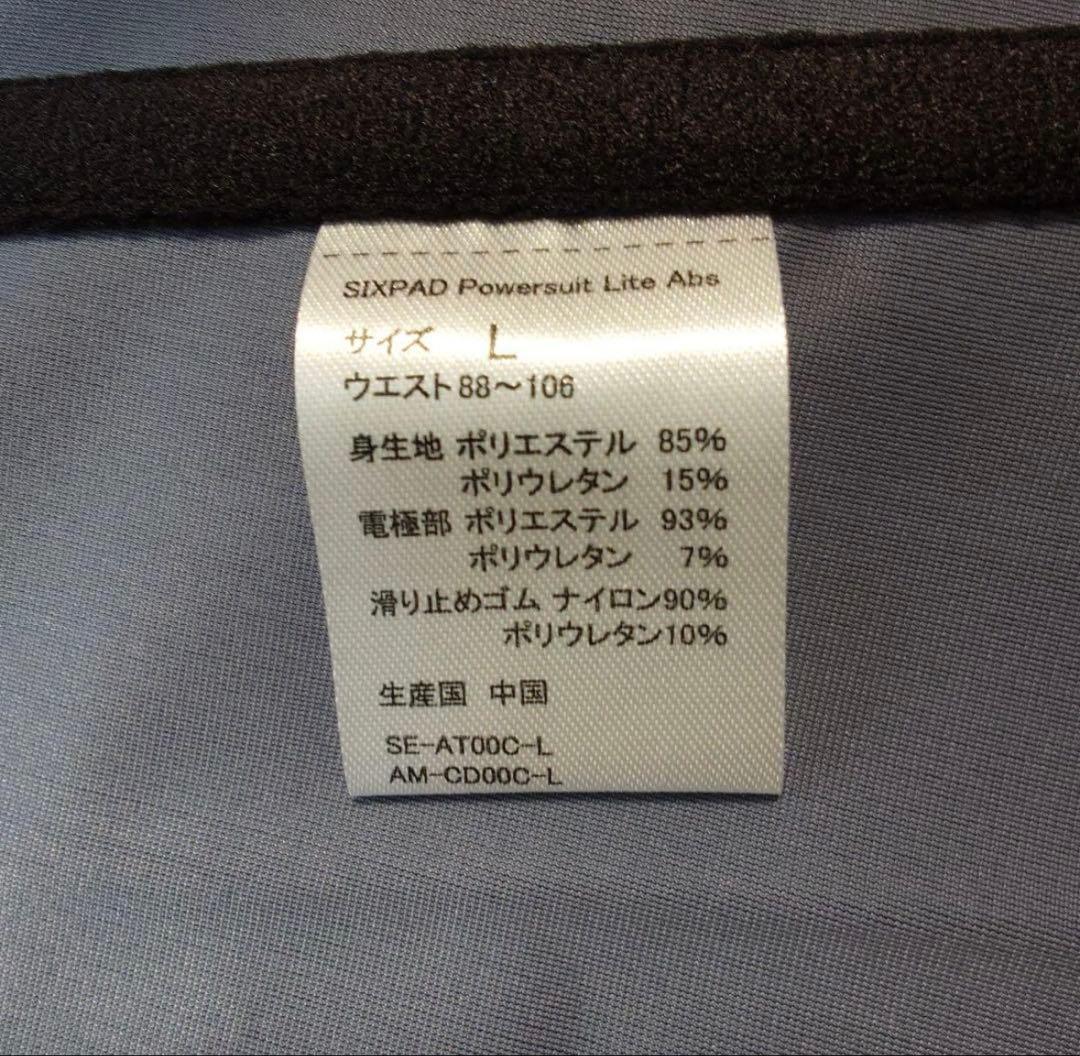 SIXPAD Powersuit Lite Abs
サイズ L
ウエスト88〜106
身生地 ポリエステル 85%
ポリウレタン 15%
電極部 ポリエステル 93%
ポリウレタン 7%
滑り止めゴム ナイロン90%
ポリウレタン10%
生産国 中国
SE-AT00C-L
AM-CD00C-L